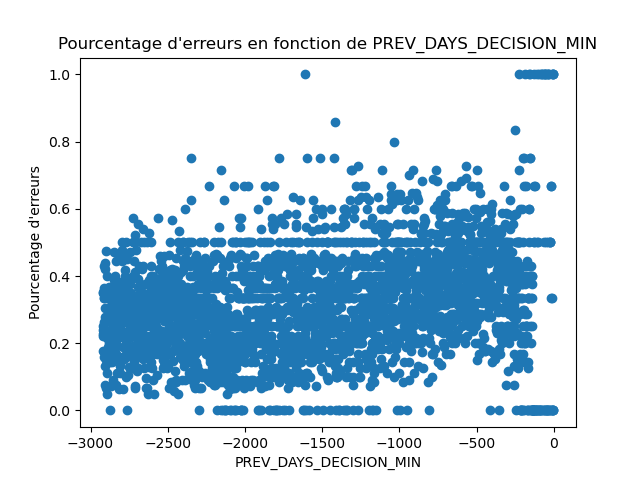 Pourcentage d'erreurs en fonction de PREV_DAYS_DECISION_MIN
1.0
0.8
0.6
0.4
0.2
0.0
Pourcentage d'erreurs
−3000 −2500 −2000 −1500 −1000 −500 0
PREV_DAYS_DECISION_MIN